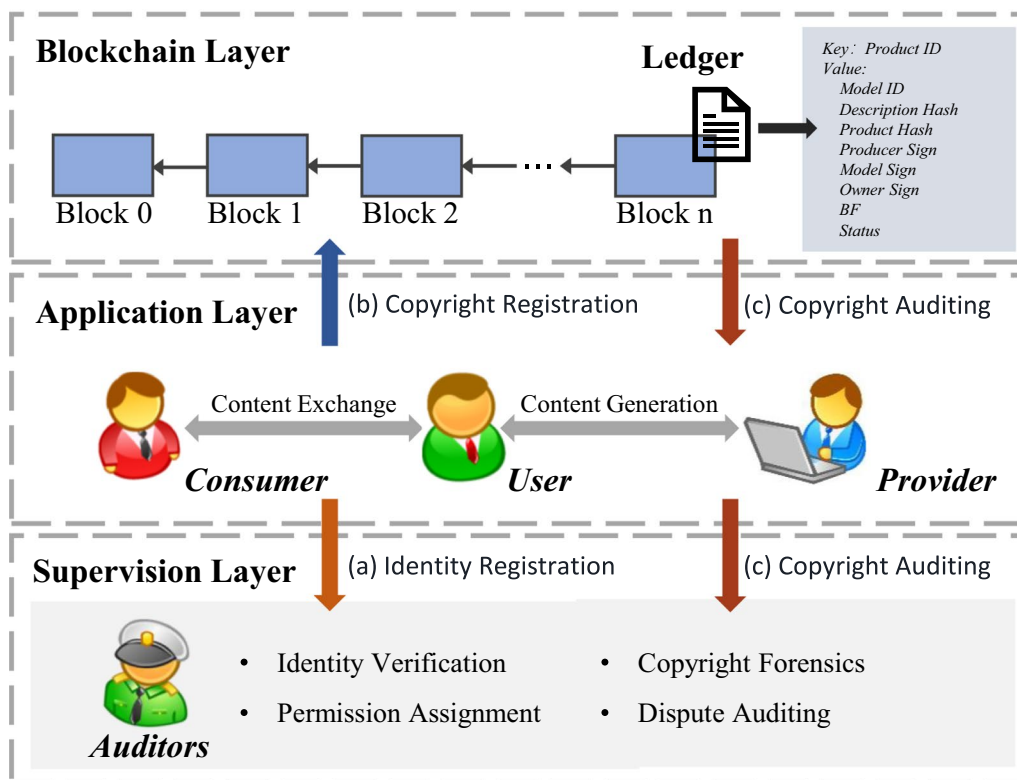 Blockchain Layer
Ledger
Key: Product ID
Value:
Model ID
Description Hash
Product Hash
Producer Sign
Model Sign
Owner Sign
BF
Status
...
Block 0
Block 1
Block 2
Block n
(b) Copyright Registration
(c) Copyright Auditing
Application Layer
Content Exchange
Content Generation
Consumer
User
Provider
Supervision Layer
(a) Identity Registration
(c) Copyright Auditing
• Identity Verification
• Copyright Forensics
• Permission Assignment
• Dispute Auditing
Auditors